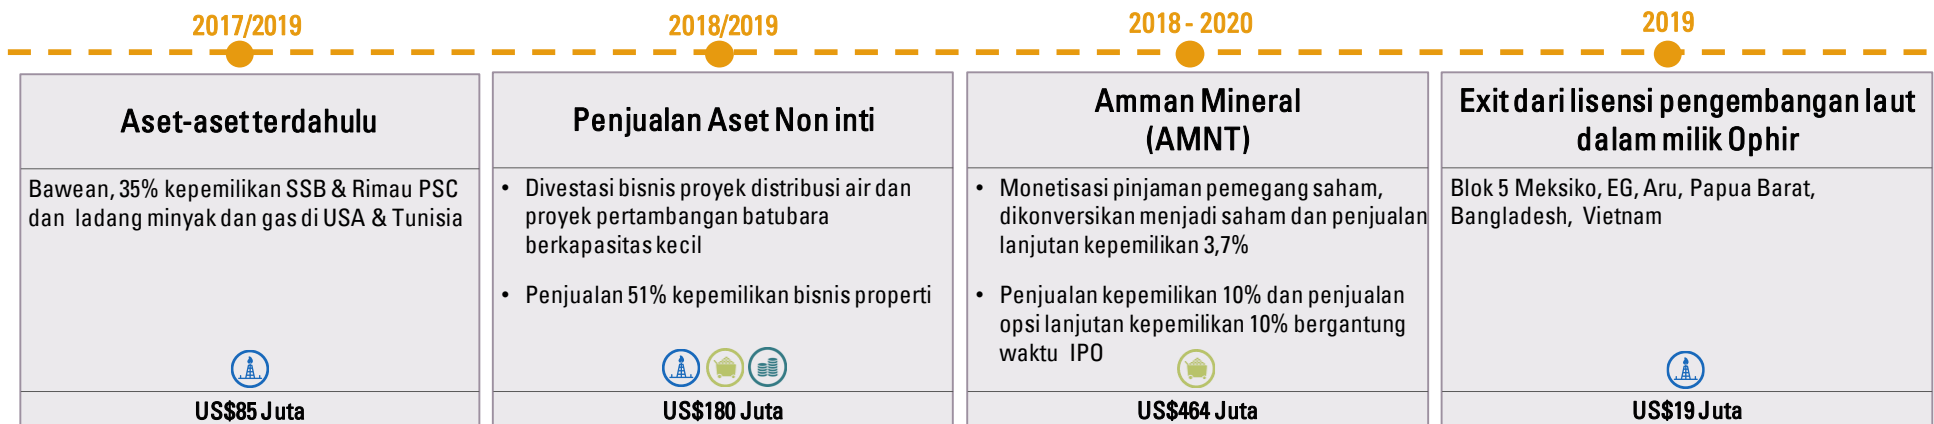 2017/2019
Aset-aset terdahulu
Bawean, 35% kepemilikan SSB & Rimau PSC
dan ladang minyak dan gas di USA & Tunisia
US$85 Juta
2018/2019
Penjualan Aset Non inti
• Divestasi bisnis proyek distribusi air dan
proyek pertambangan batubara
berkapasitas kecil
• Penjualan 51% kepemilikan bisnis properti
US$180 Juta
2018 - 2020
Amman Mineral
(AMNT)
• Monetisasi pinjaman pemegang saham,
dikonversikan menjadi saham dan penjualan
lanjutan kepemilikan 3,7%
• Penjualan kepemilikan 10% dan penjualan
opsi lanjutan kepemilikan 10% bergantung
waktu IPO
US$464 Juta
2019
Exit dari lisensi pengembangan laut
dalam milik Ophir
Blok 5 Meksiko, EG, Aru, Papua Barat,
Bangladesh, Vietnam
US$19 Juta